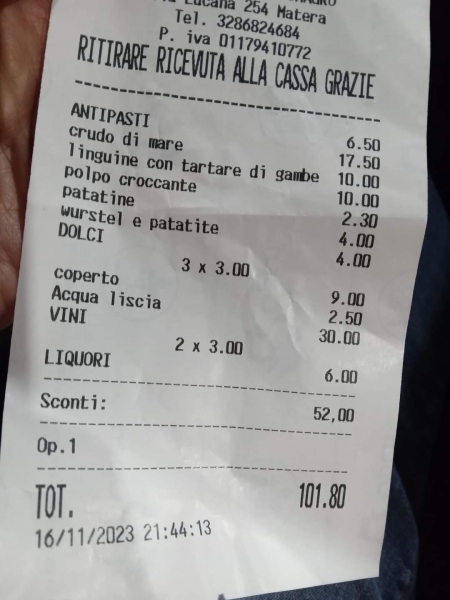 Lucana 254 Matera
Tel. 3286824684
P. iva 01179410772
RITIRARE RICEVUTA ALLA CASSA GRAZIE
ANTIPASTI 6.50
crudo di mare 17.50
linguine con tartare di gambe 10.00
polpo croccante 10.00
patatine 2.30
wurstel e patatite 4.00
DOLCI 4.00
3 x 3.00
coperto 9.00
Acqua liscia 2.50
VINI 30.00
2 x 3.00
LIQUORI 6.00
Sconti: 52,00
Op.1
TOT. 101.80
16/11/2023 21:44:13